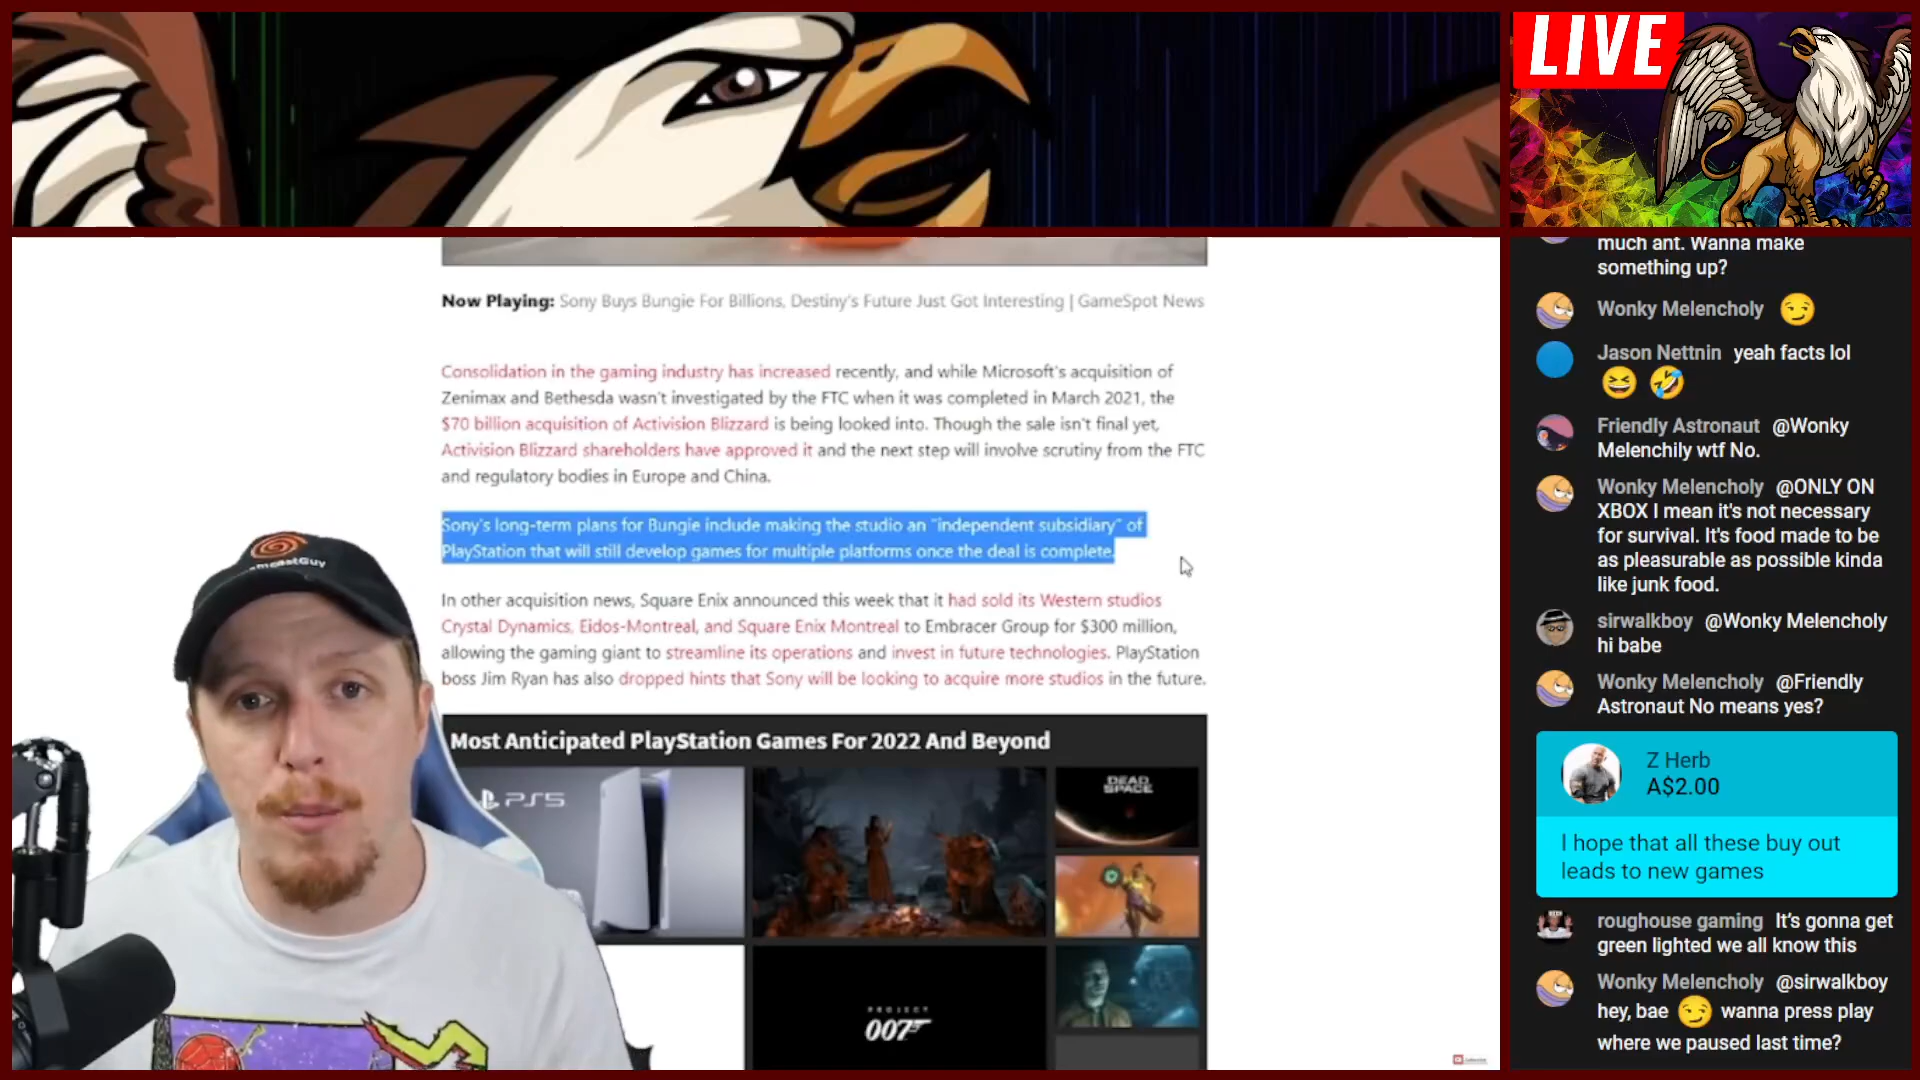 LIVE
Now Playing: Sony Buys Bungie For Billions, Destiny's Future Just Got Interesting | GameSpot News
Consolidation in the gaming industry has increased recently, and while Microsoft's acquisition of
Zenimax and Bethesda wasn't investigated by the FTC when it was completed in March 2021, the
$70 billion acquisition of Activision Blizzard is being looked into. Though the sale isn't final yet,
Activision Blizzard shareholders have approved it and the next step will involve scrutiny from the FTC
and regulatory bodies in Europe and China.
Sony's long-term plans for Bungie include making the studio an "independent subsidiary" of
PlayStation that will still develop games for multiple platforms once the deal is complete.
In other acquisition news, Square Enix announced this week that it had sold its Western studios
Crystal Dynamics, Eidos-Montreal, and Square Enix Montreal to Embracer Group for $300 million,
allowing the gaming giant to streamline its operations and invest in future technologies. PlayStation
boss Jim Ryan has also dropped hints that Sony will be looking to acquire more studios in the future.
Most Anticipated PlayStation Games For 2022 And Beyond
PS5
DEAD
SPACE
PROJECT
007
much ant. Wanna make
something up?
Wonky Melencholy
Jason Nettnin yeah facts lol
Friendly Astronaut @Wonky
Melenchily wtf No.
Wonky Melencholy @ONLY ON
XBOX I mean it's not necessary
for survival. It's food made to be
as pleasurable as possible kinda
like junk food.
sirwalkboy @Wonky Melencholy
hi babe
Wonky Melencholy @Friendly
Astronaut No means yes?
Z Herb
A$2.00
I hope that all these buy out
leads to new games
roughouse gaming It's gonna get
green lighted we all know this
Wonky Melencholy @sirwalkboy
hey, bae wanna press play
where we paused last time?